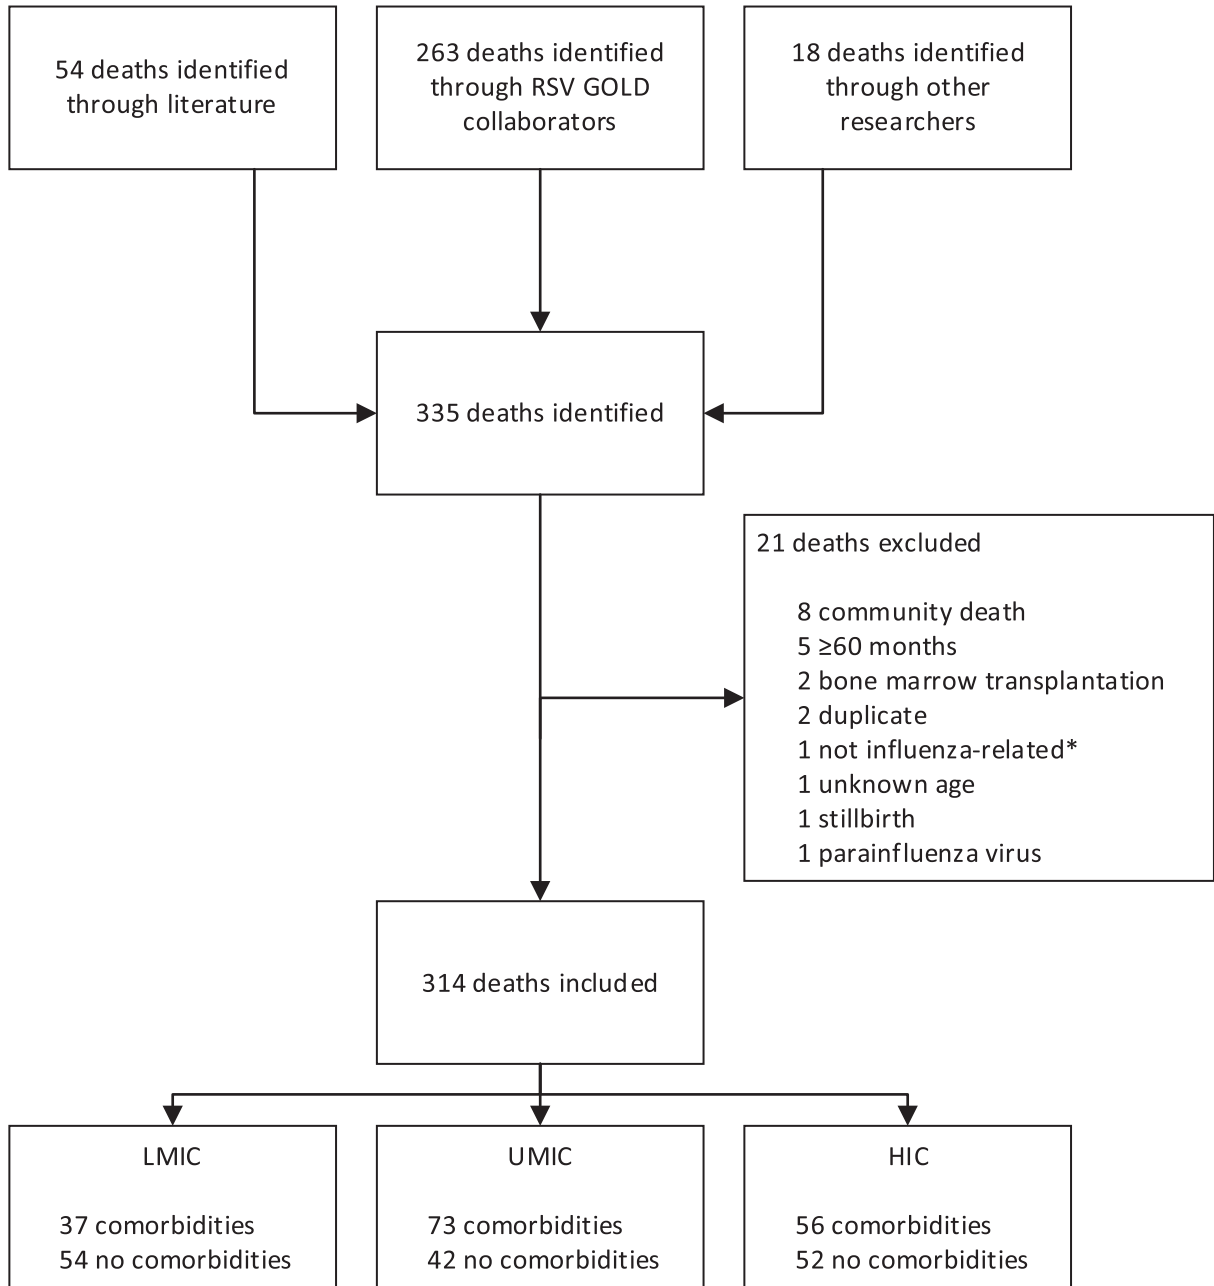 54 deaths identified
through literature
263 deaths identified
through RSV GOLD
collaborators
18 deaths identified
through other
researchers
335 deaths identified
21 deaths excluded
8 community death
5 ≥60 months
2 bone marrow transplantation
2 duplicate
1 not influenza-related*
1 unknown age
1 stillbirth
1 parainfluenza virus
314 deaths included
LMIC
37 comorbidities
54 no comorbidities
UMIC
73 comorbidities
42 no comorbidities
HIC
56 comorbidities
52 no comorbidities